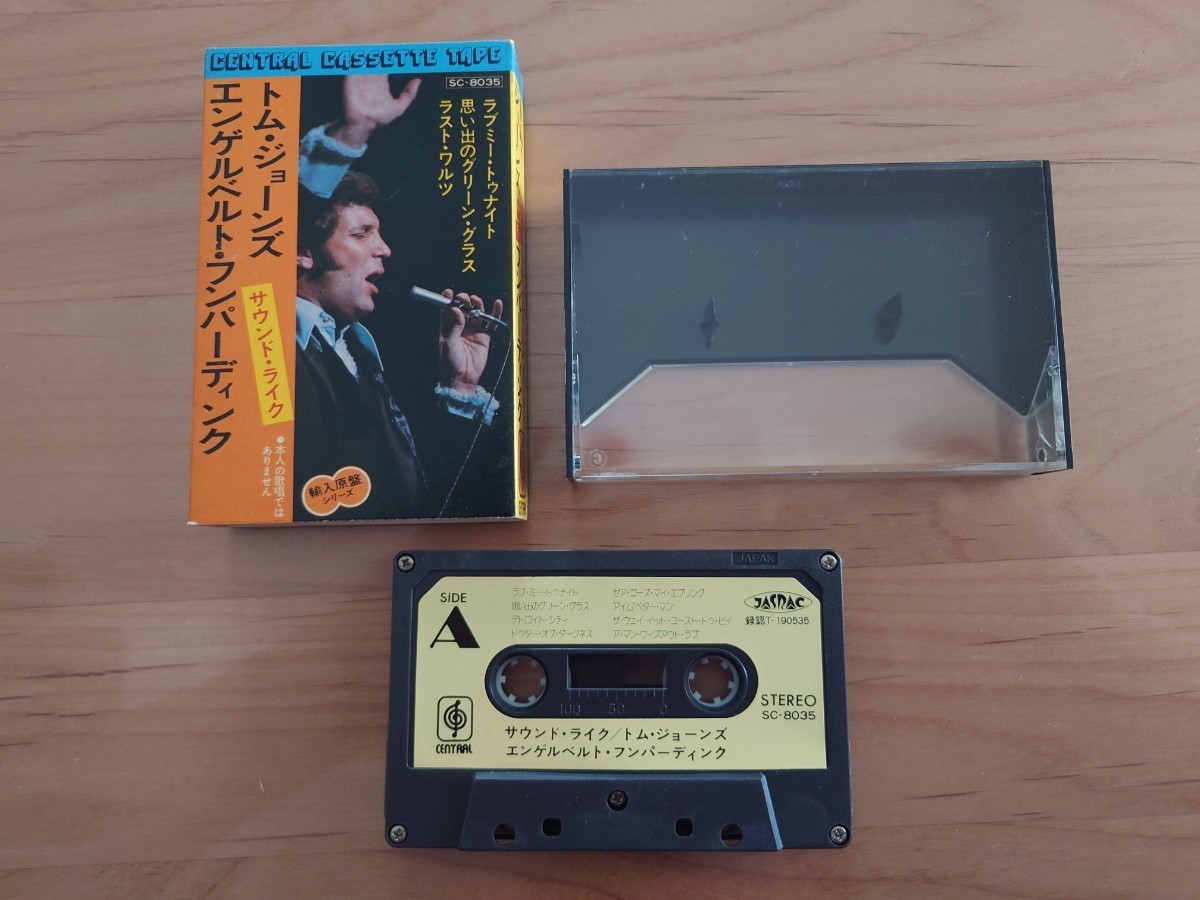 CENTRAL CASSETTE TAPE
SC-8035
ラブミー・トゥナイト
思い出のグリーン・グラス
ラスト・ワルツ
トム・ジョーンズ
エンゲルベルト・フンパーディンク
サウンド・ライク
●本人の歌唱では
ありません
輸入原盤
シリーズ
JAPAN
SIDE
A
ラブ・ミー・トゥナイト
思い出のグリーン・グラス
デトロイト・シティ
ドクター・オブ・ダークネス
ゼア・ゴーズ・マイ・エブリング
アイム・ベター・マン
ザ・ウェイ・イット・ユースト・トゥ・ビィ
ア・マン・ウィズアウト・ラブ
JASRAC
録認T-190535
100 50 0
STEREO
SC-8035
CENTRAL
サウンド・ライク/トム・ジョーンズ
エンゲルベルト・フンパーディンク